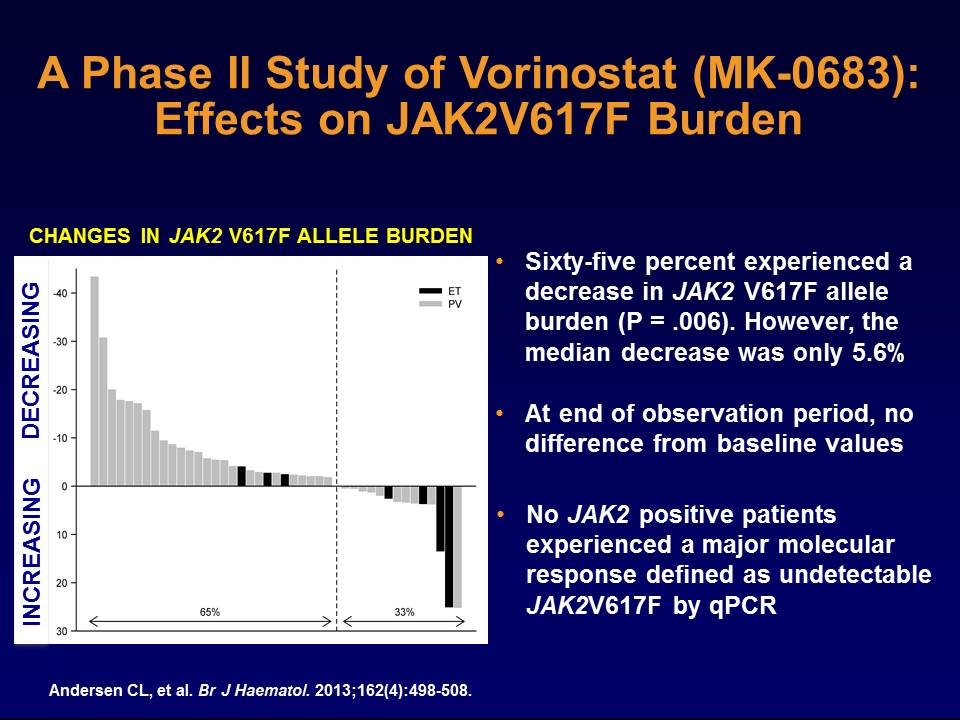 A Phase II Study of Vorinostat (MK-0683):
Effects on JAK2V617F Burden
CHANGES IN JAK2 V617F ALLELE BURDEN
DECREASING
INCREASING
-40
-30
-20
-10
0
10
20
30
ET
PV
65%
33%
• Sixty-five percent experienced a
decrease in JAK2 V617F allele
burden (P = .006). However, the
median decrease was only 5.6%
• At end of observation period, no
difference from baseline values
• No JAK2 positive patients
experienced a major molecular
response defined as undetectable
JAK2V617F by qPCR
Andersen CL, et al. Br J Haematol. 2013;162(4):498-508.